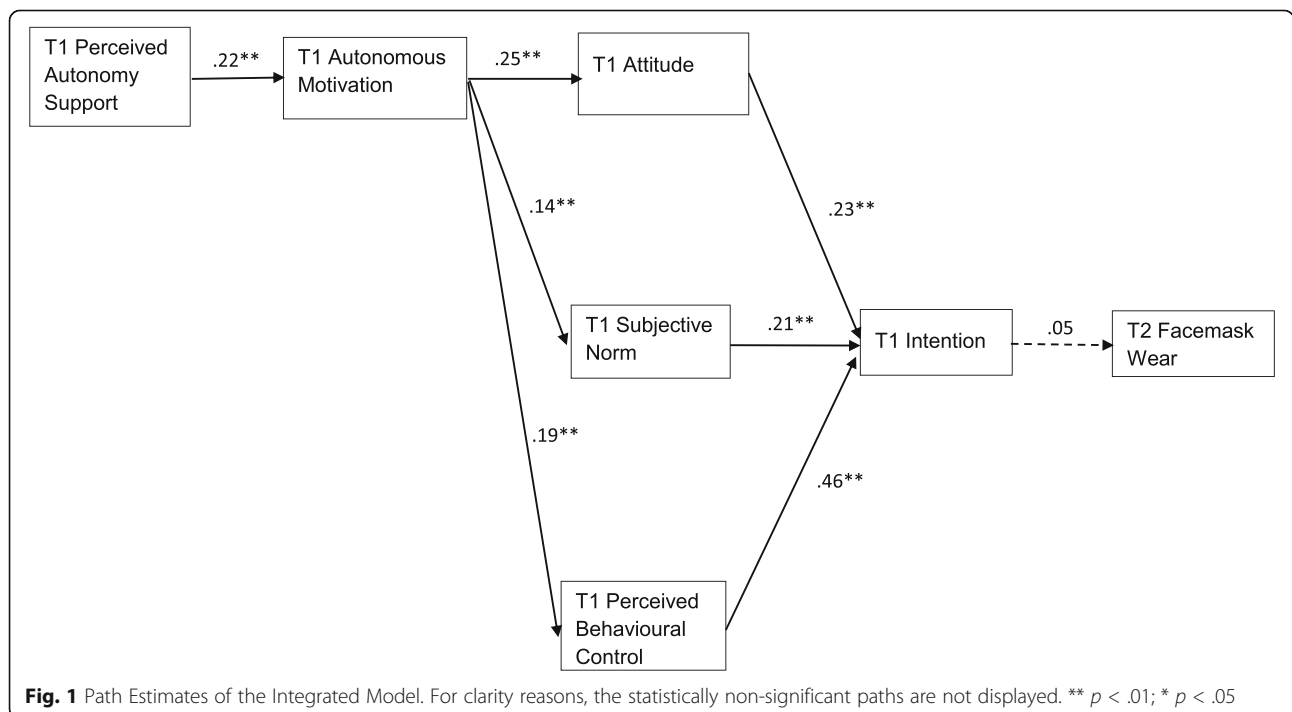 T1 Perceived
Autonomy
Support
.22**
T1 Autonomous
Motivation
.25**
T1 Attitude
.14**
.23**
T1 Subjective
Norm
.21**
T1 Intention
.05
T2 Facemask
Wear
.19**
.46**
T1 Perceived
Behavioural
Control
Fig. 1 Path Estimates of the Integrated Model. For clarity reasons, the statistically non-significant paths are not displayed. ** p < .01; * p < .05